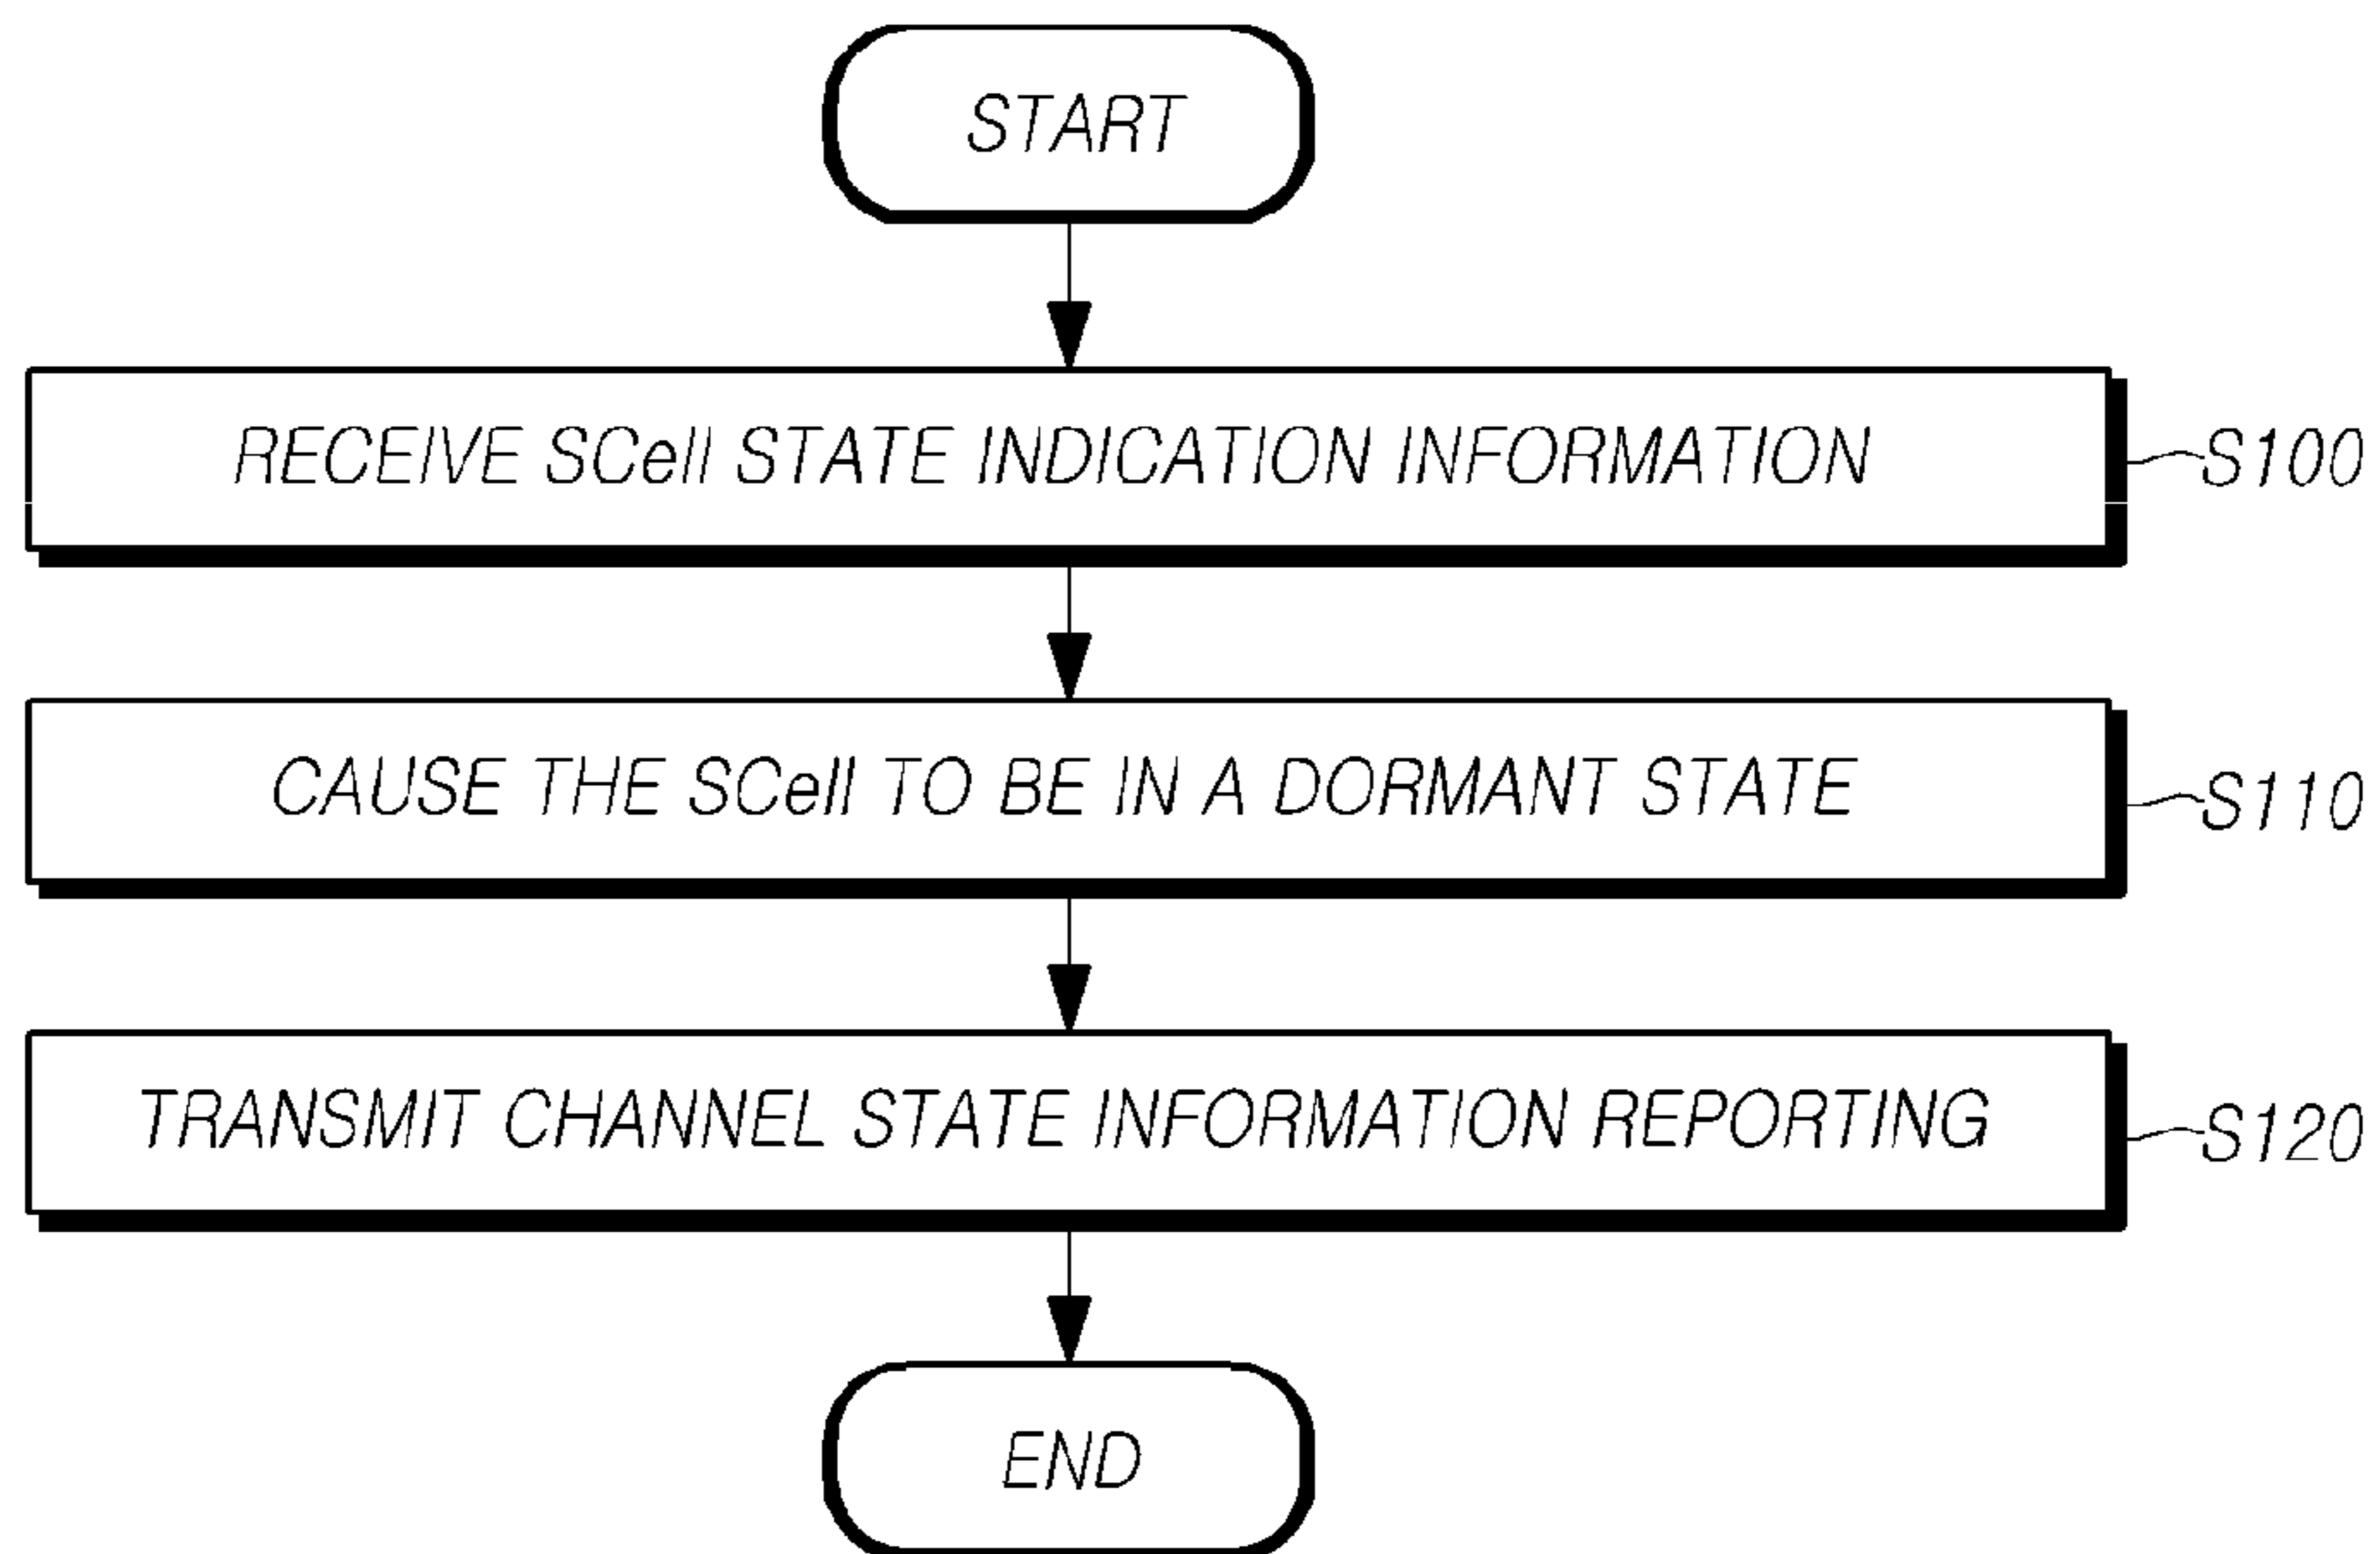 START
RECEIVE SCell STATE INDICATION INFORMATION
S100
CAUSE THE SCell TO BE IN A DORMANT STATE
S110
TRANSMIT CHANNEL STATE INFORMATION REPORTING
S120
END